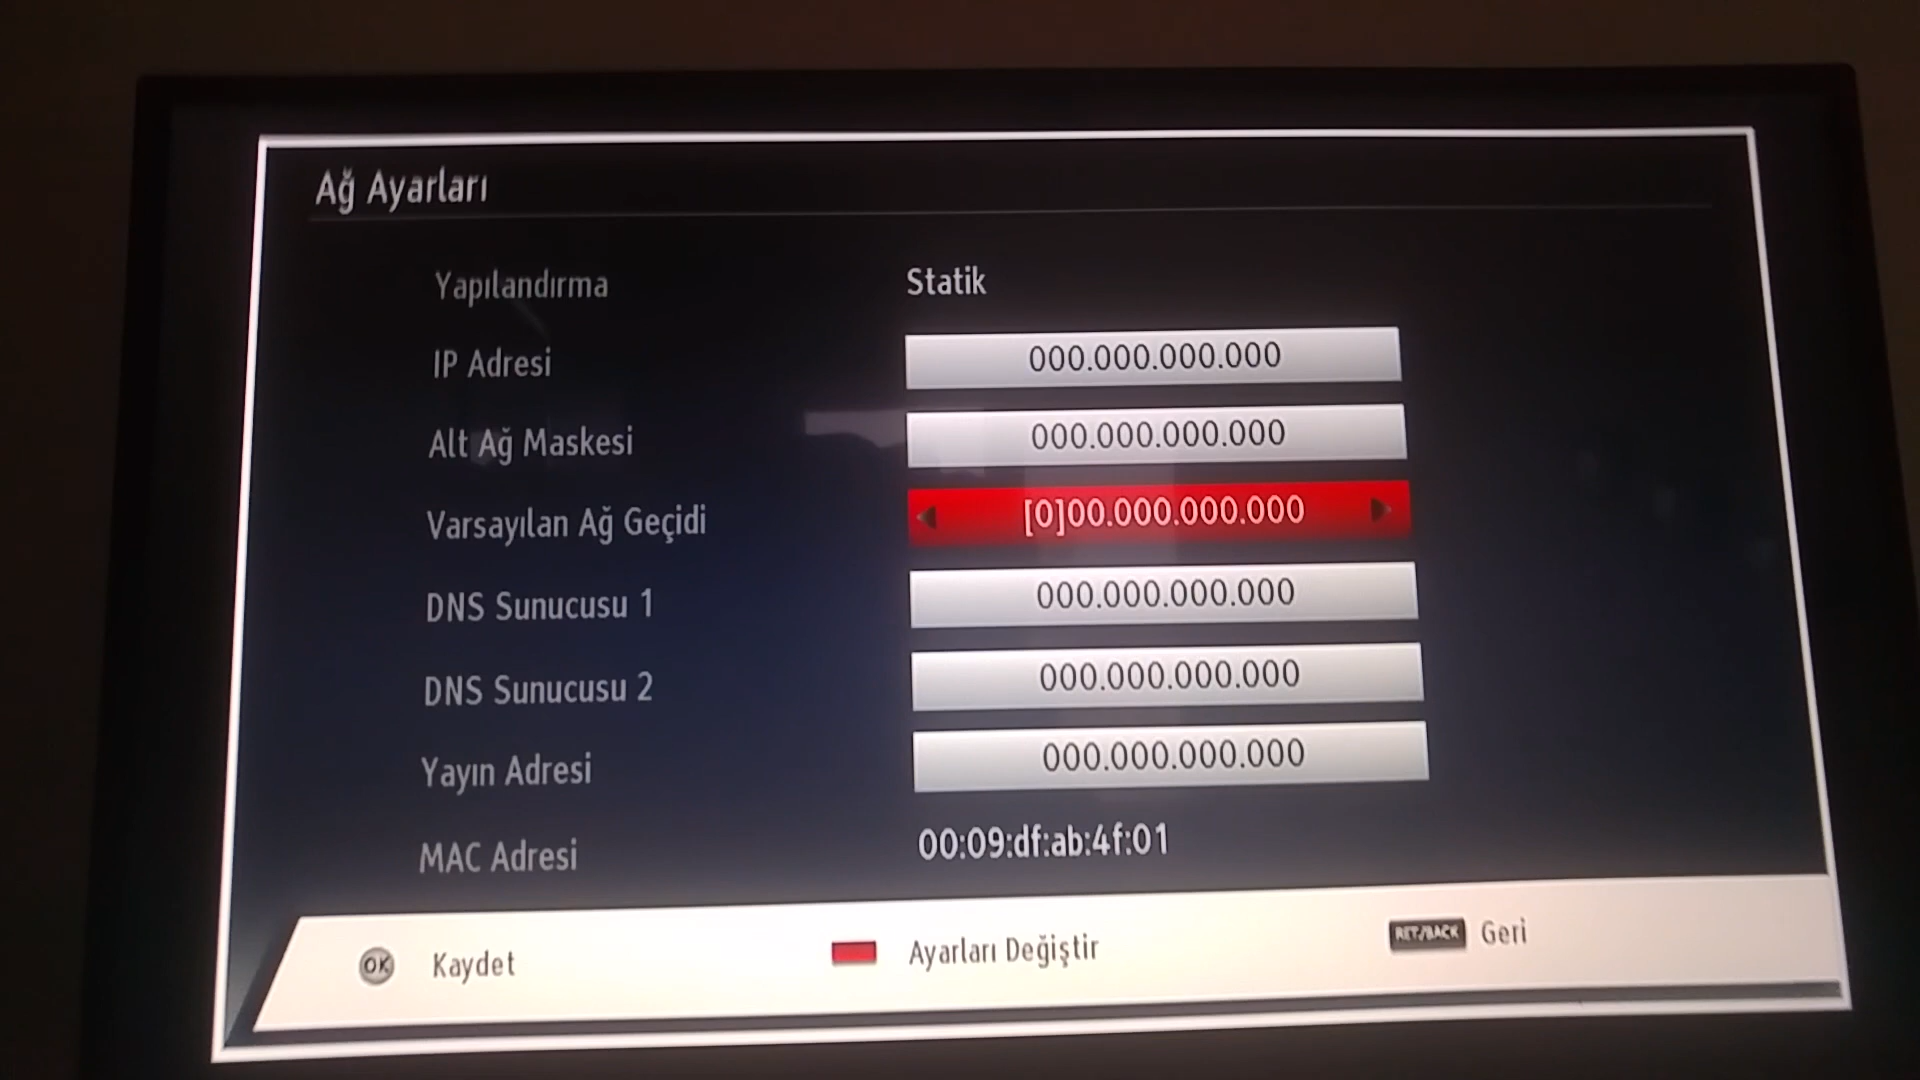 Ağ Ayarları
Yapılandırma Statik
IP Adresi 000.000.000.000
Alt Ağ Maskesi 000.000.000.000
Varsayılan Ağ Geçidi [0]00.000.000.000
DNS Sunucusu 1 000.000.000.000
DNS Sunucusu 2 000.000.000.000
Yayın Adresi 000.000.000.000
MAC Adresi 00:09:df:ab:4f:01
OK Kaydet Ayarları Değiştir RET/BACK Geri